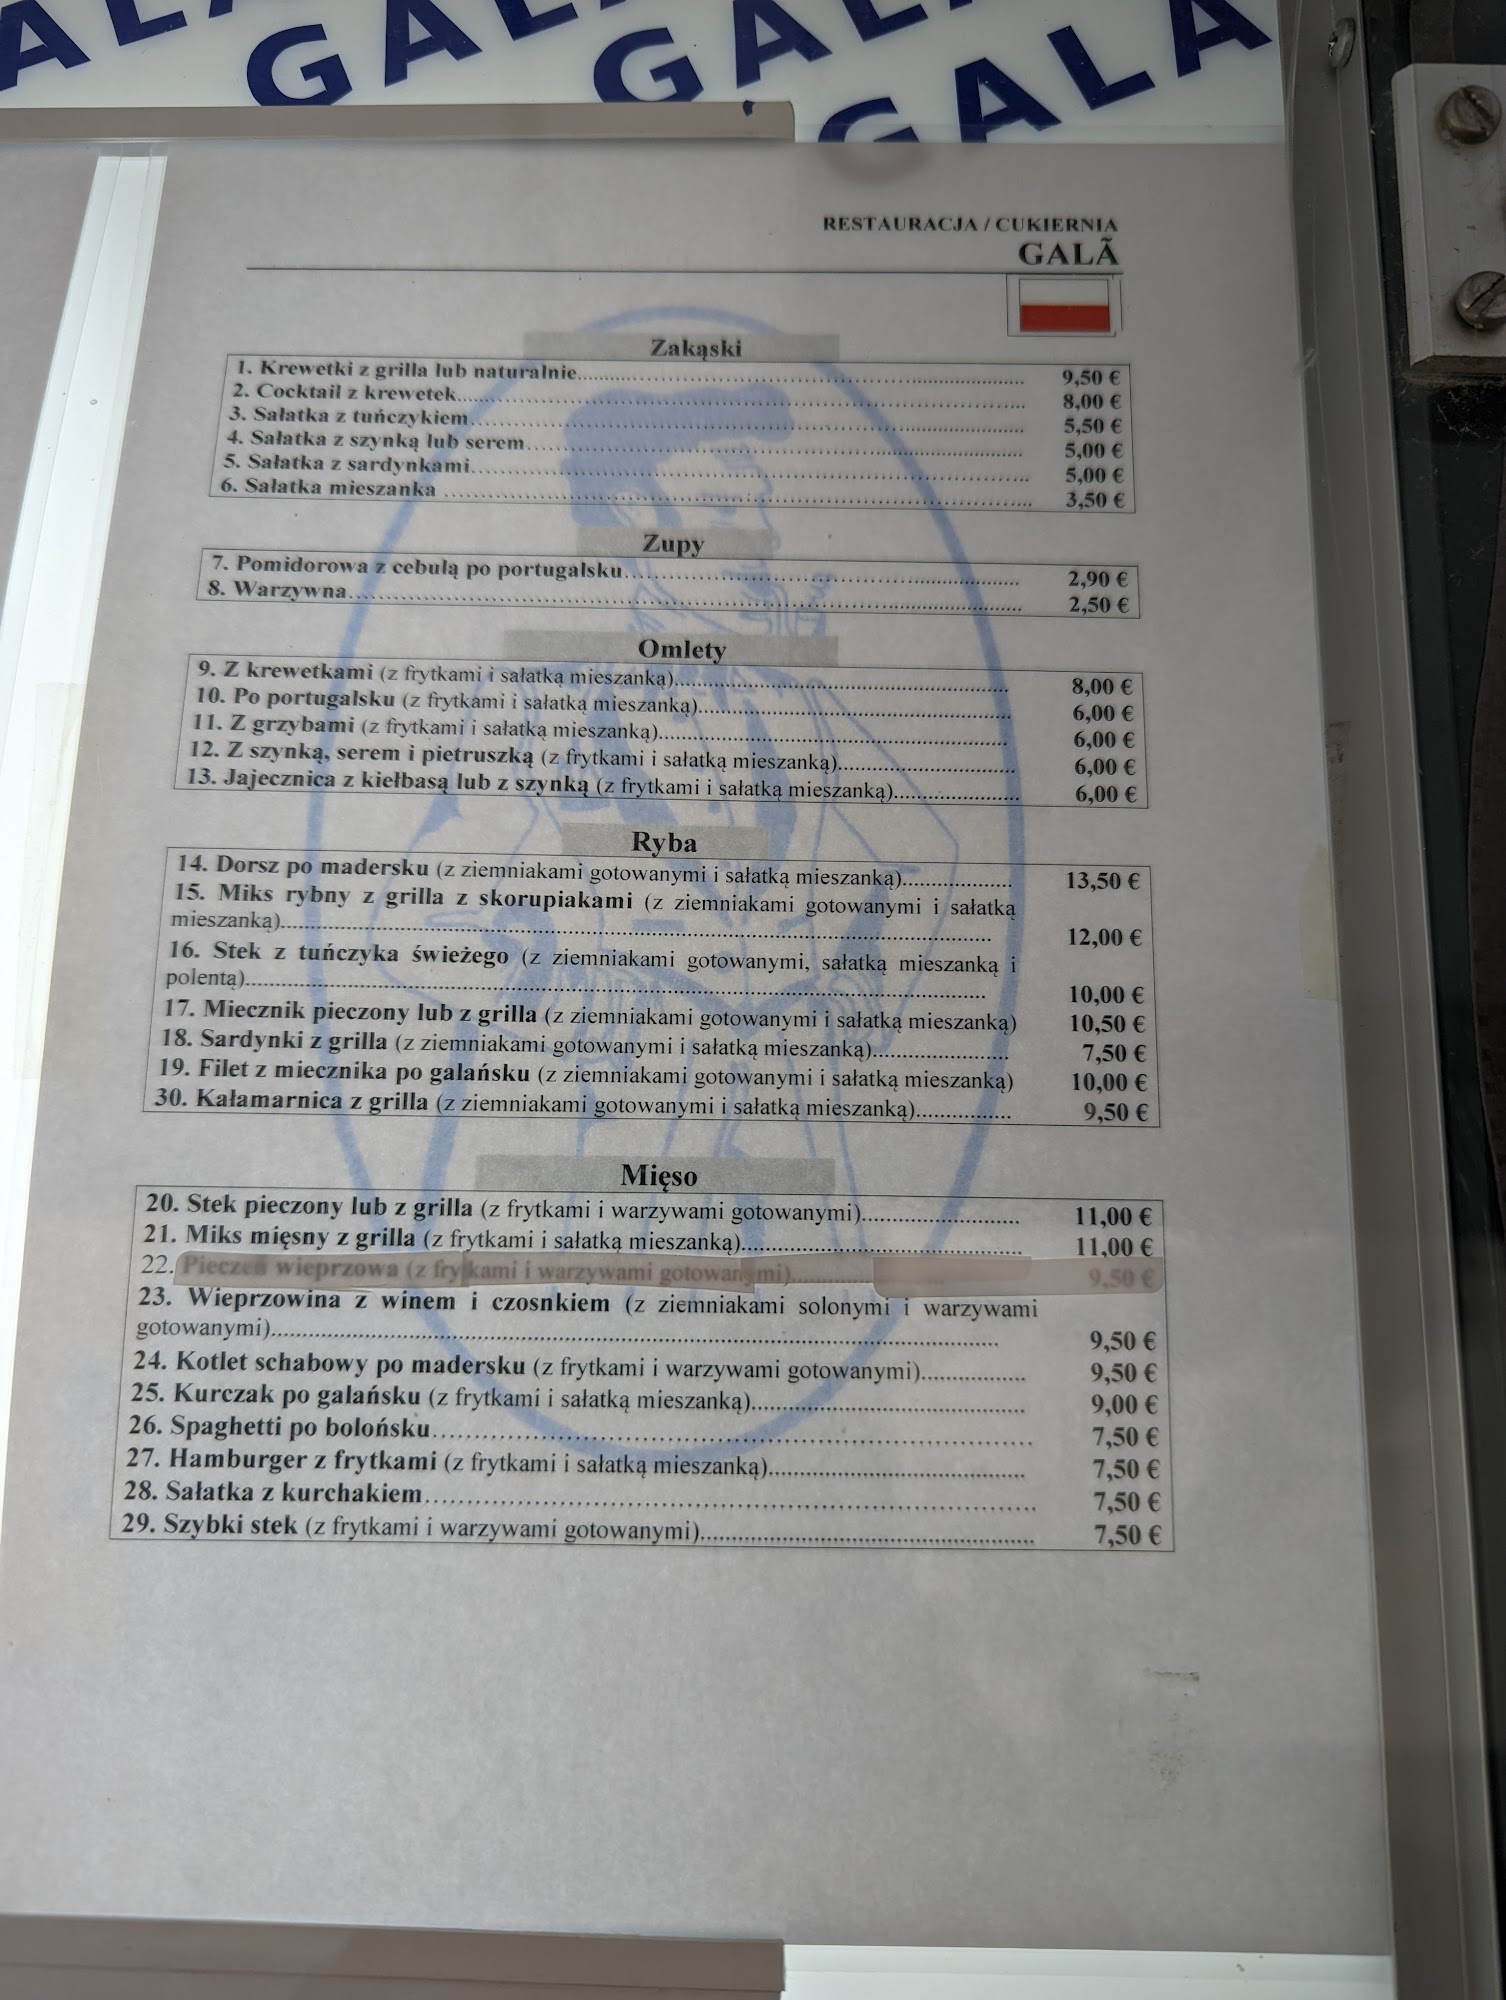 GALA
GALA
GALA
RESTAURACJA / CUKIERNIA
GALÃ
Zakąski
1. Krewetki z grilla lub naturalnie........ 9,50 €
2. Cocktail z krewetek........ 8,00 €
3. Sałatka z tuńczykiem........ 5,50 €
4. Sałatka z szynką lub serem........ 5,00 €
5. Sałatka z sardynkami........ 5,00 €
6. Sałatka mieszanka ........ 3,50 €
Zupy
7. Pomidorowa z cebulą po portugalsku........ 2,90 €
8. Warzywna........ 2,50 €
Omlety
9. Z krewetkami (z frytkami i sałatką mieszanką)........ 8,00 €
10. Po portugalsku (z frytkami i sałatką mieszanką)........ 6,00 €
11. Z grzybami (z frytkami i sałatką mieszanką)........ 6,00 €
12. Z szynką, serem i pietruszką (z frytkami i sałatką mieszanką)........ 6,00 €
13. Jajecznica z kiełbasą lub z szynką (z frytkami i sałatką mieszanką)........ 6,00 €
Ryba
14. Dorsz po madersku (z ziemniakami gotowanymi i sałatką mieszanką)........ 13,50 €
15. Miks rybny z grilla z skorupiakami (z ziemniakami gotowanymi i sałatką
mieszanką)........ 12,00 €
16. Stek z tuńczyka świeżego (z ziemniakami gotowanymi, sałatką mieszanką i
polentą)........ 10,00 €
17. Miecznik pieczony lub z grilla (z ziemniakami gotowanymi i sałatką mieszanką) 10,50 €
18. Sardynki z grilla (z ziemniakami gotowanymi i sałatką mieszanką)........ 7,50 €
19. Filet z miecznika po galańsku (z ziemniakami gotowanymi i sałatką mieszanką) 10,00 €
30. Kałamarnica z grilla (z ziemniakami gotowanymi i sałatką mieszanką)........ 9,50 €
Mięso
20. Stek pieczony lub z grilla (z frytkami i warzywami gotowanymi)........ 11,00 €
21. Miks mięsny z grilla (z frytkami i sałatką mieszanką)........ 11,00 €
22. Pieczeń wieprzowa (z frytkami i warzywami gotowanymi)........ 9,50 €
23. Wieprzowina z winem i czosnkiem (z ziemniakami solonymi i warzywami
gotowanymi)........ 9,50 €
24. Kotlet schabowy po madersku (z frytkami i warzywami gotowanymi)........ 9,50 €
25. Kurczak po galańsku (z frytkami i sałatką mieszanką)........ 9,00 €
26. Spaghetti po bolońsku........ 7,50 €
27. Hamburger z frytkami (z frytkami i sałatką mieszanką)........ 7,50 €
28. Sałatka z kurchakiem........ 7,50 €
29. Szybki stek (z frytkami i warzywami gotowanymi)........ 7,50 €